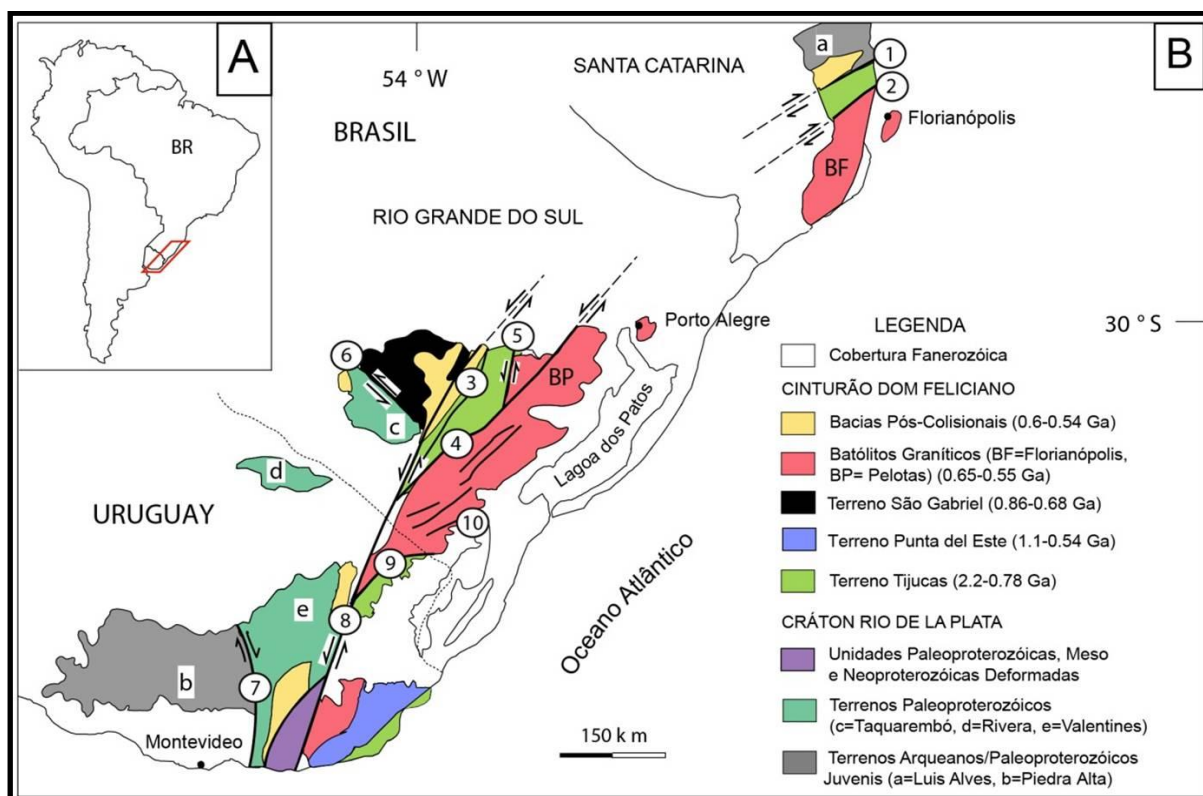 A
BR
B
54 ° W
SANTA CATARINA
BRASIL
RIO GRANDE DO SUL
a
1
2
Florianópolis
BF
30 ° S
Porto Alegre
6
5
3
BP
c
4
d
URUGUAY
Lagoa dos Patos
10
9
e
8
b
7
Oceano Atlântico
Montevideo
150 k m
LEGENDA
Cobertura Fanerozóica
CINTURÃO DOM FELICIANO
Bacias Pós-Colisionais (0.6-0.54 Ga)
Batólitos Graníticos (BF=Florianópolis,
BP= Pelotas) (0.65-0.55 Ga)
Terreno São Gabriel (0.86-0.68 Ga)
Terreno Punta del Este (1.1-0.54 Ga)
Terreno Tijucas (2.2-0.78 Ga)
CRÁTON RIO DE LA PLATA
Unidades Paleoproterozóicas, Meso
e Neoproterozóicas Deformadas
Terrenos Paleoproterozóicos
(c=Taquarembó, d=Rivera, e=Valentines)
Terrenos Arqueanos/Paleoproterozóicos
Juvenis (a=Luis Alves, b=Piedra Alta)